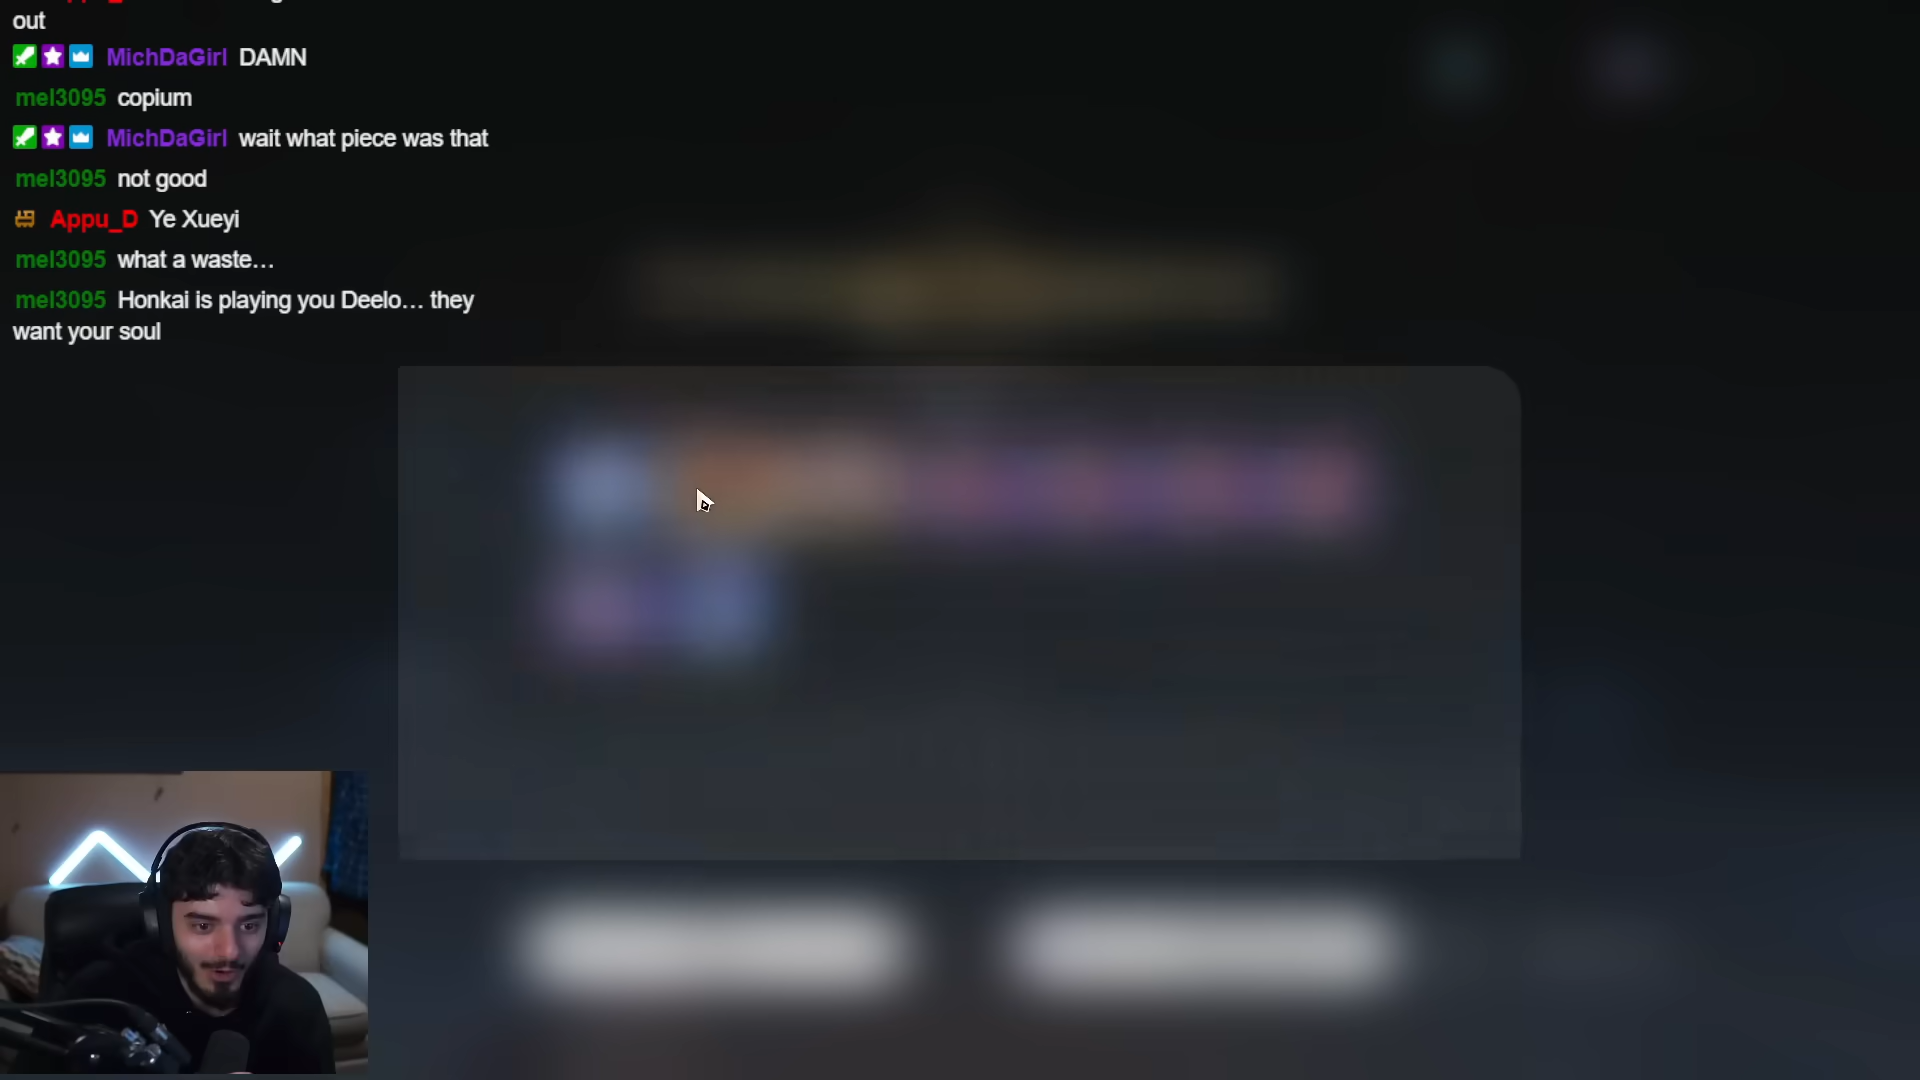 out
MichDaGirl DAMN
mel3095 copium
MichDaGirl wait what piece was that
mel3095 not good
Appu_D Ye Xueyi
mel3095 what a waste…
mel3095 Honkai is playing you Deelo… they
want your soul